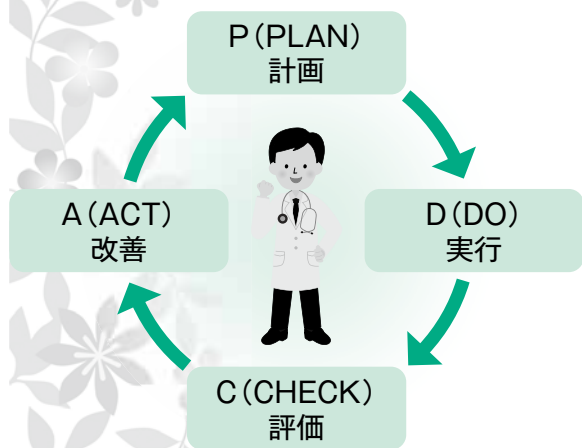 P(PLAN)
計画
D(DO)
実行
C(CHECK)
評価
A(ACT)
改善